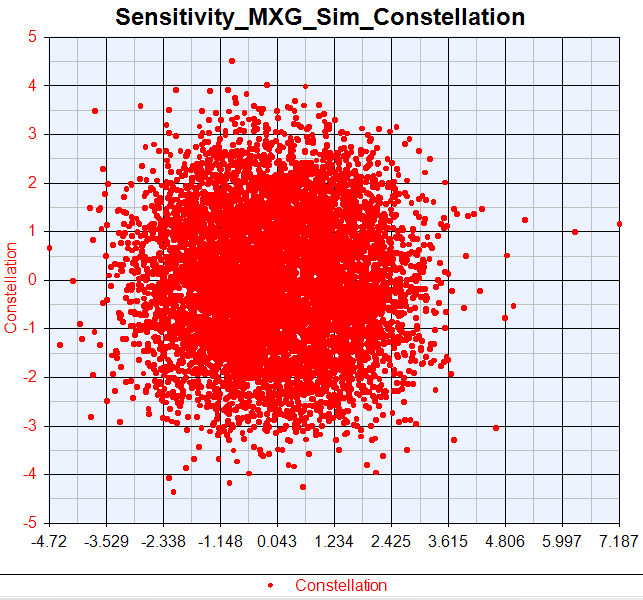 Sensitivity_MXG_Sim_Constellation
5
4
3
2
1
0
-1
-2
-3
-4
-5
Constellation
-4.72 -3.529 -2.338 -1.148 0.043 1.234 2.425 3.615 4.806 5.997 7.187
Constellation